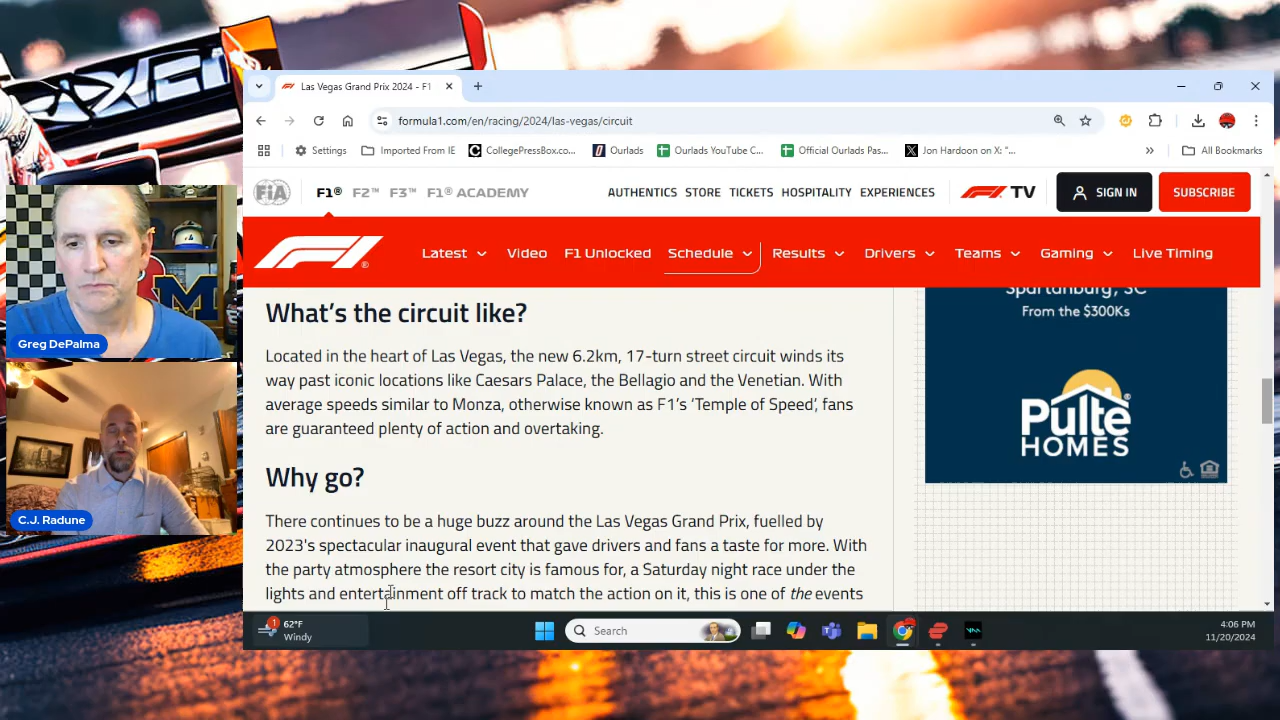 Las Vegas Grand Prix 2024 - F1
formula1.com/en/racing/2024/las-vegas/circuit
Settings
Imported From IE
CollegePressBox.co...
Ourlads
Ourlads YouTube C...
Official Ourlads Pas...
Jon Hardoon on X: "...
»
All Bookmarks
FIA
F1® F2™ F3™ F1® ACADEMY
AUTHENTICS STORE TICKETS HOSPITALITY EXPERIENCES
F1 TV
SIGN IN
SUBSCRIBE
Latest
Video
F1 Unlocked
Schedule
Results
Drivers
Teams
Gaming
Live Timing
What's the circuit like?
Located in the heart of Las Vegas, the new 6.2km, 17-turn street circuit winds its
way past iconic locations like Caesars Palace, the Bellagio and the Venetian. With
average speeds similar to Monza, otherwise known as F1's 'Temple of Speed', fans
are guaranteed plenty of action and overtaking.
Why go?
There continues to be a huge buzz around the Las Vegas Grand Prix, fuelled by
2023's spectacular inaugural event that gave drivers and fans a taste for more. With
the party atmosphere the resort city is famous for, a Saturday night race under the
lights and entertainment off track to match the action on it, this is one of the events
Spartanburg, SC
From the $300Ks
Pulte®
HOMES
Greg DePalma
M
C.J. Radune
1
62°F
Windy
Search
4:06 PM
11/20/2024